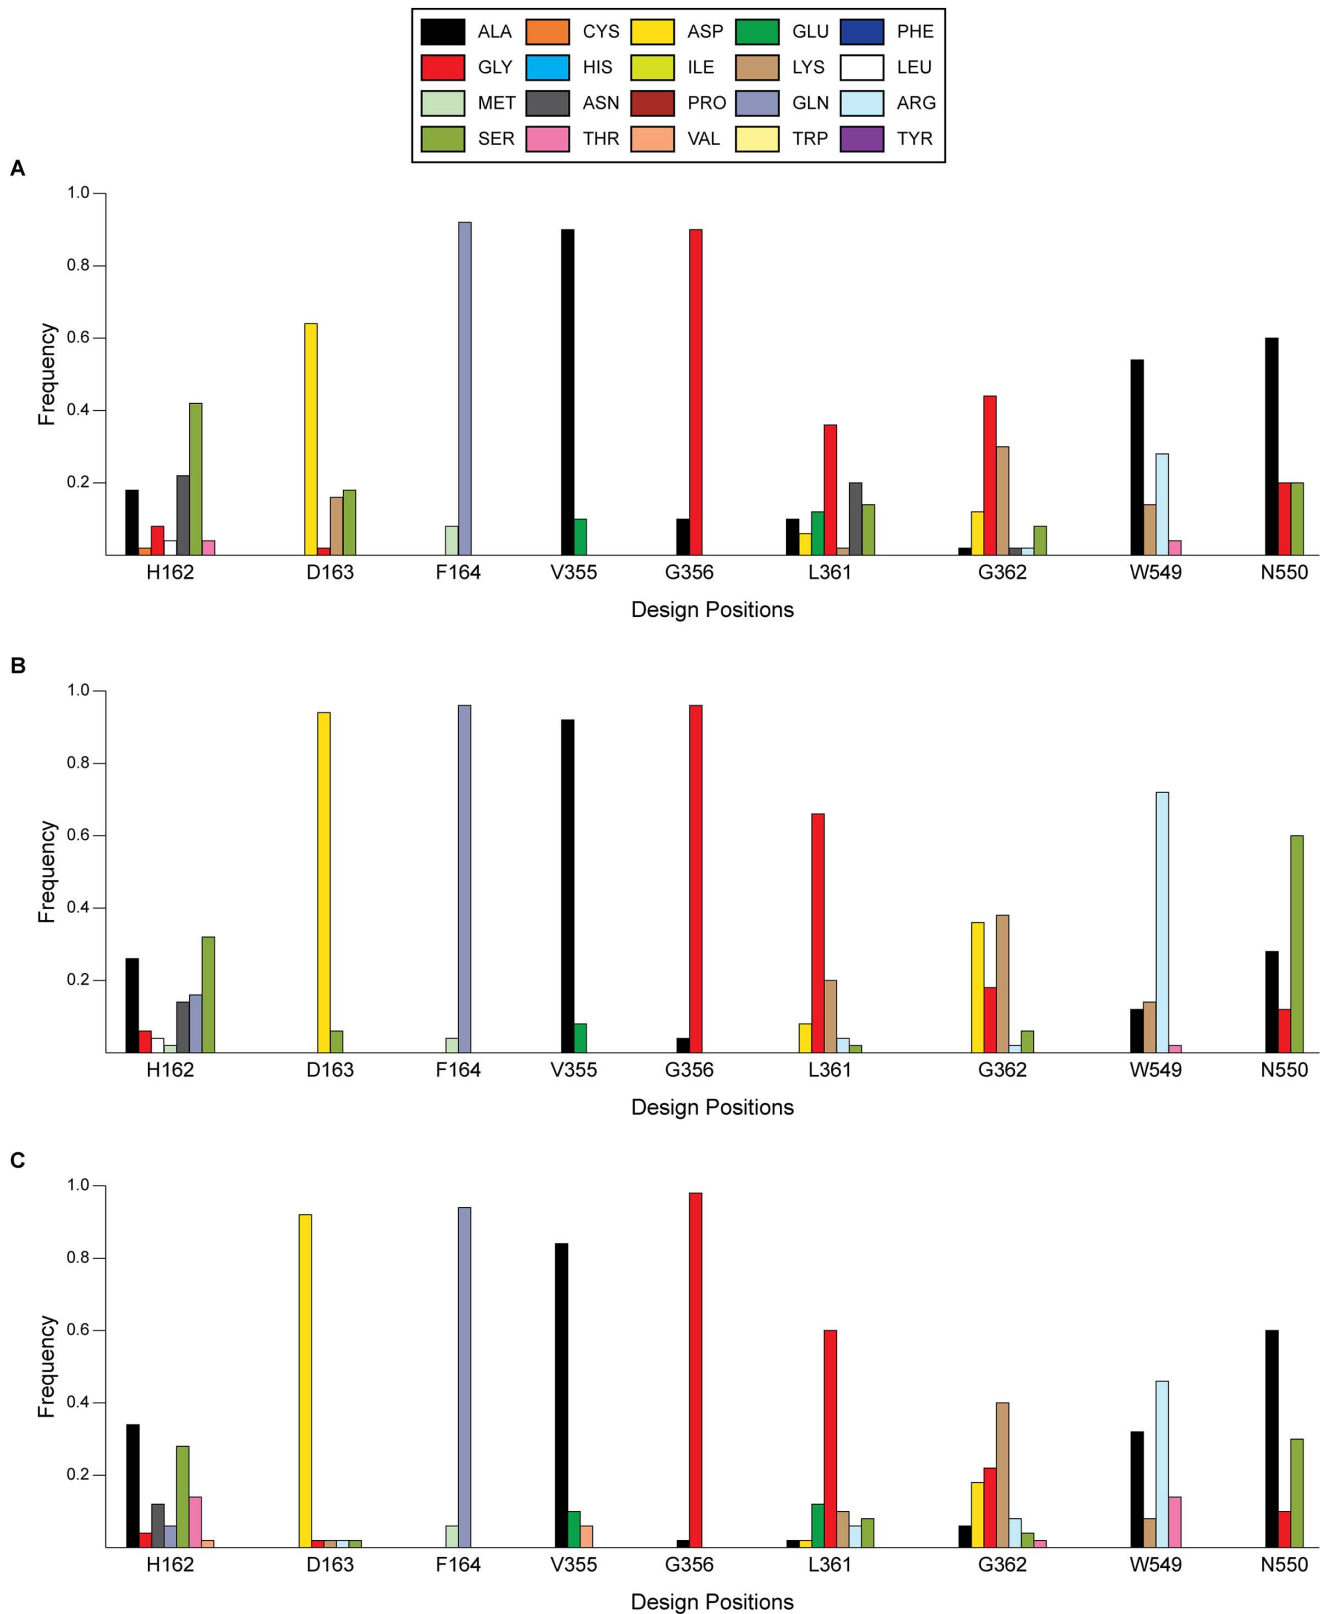 ALA CYS ASP GLU PHE
GLY HIS ILE LYS LEU
MET ASN PRO GLN ARG
SER THR VAL TRP TYR
A
1.0
0.8
0.6
0.4
0.2
Frequency
H162 D163 F164 V355 G356 L361 G362 W549 N550
Design Positions
B
1.0
0.8
0.6
0.4
0.2
Frequency
H162 D163 F164 V355 G356 L361 G362 W549 N550
Design Positions
C
1.0
0.8
0.6
0.4
0.2
Frequency
H162 D163 F164 V355 G356 L361 G362 W549 N550
Design Positions